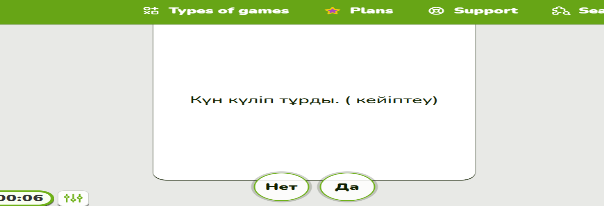 Types of games Plans Support Sea
Күн күліп тұрды. ( кейіптеу)
Нет Да
00:06